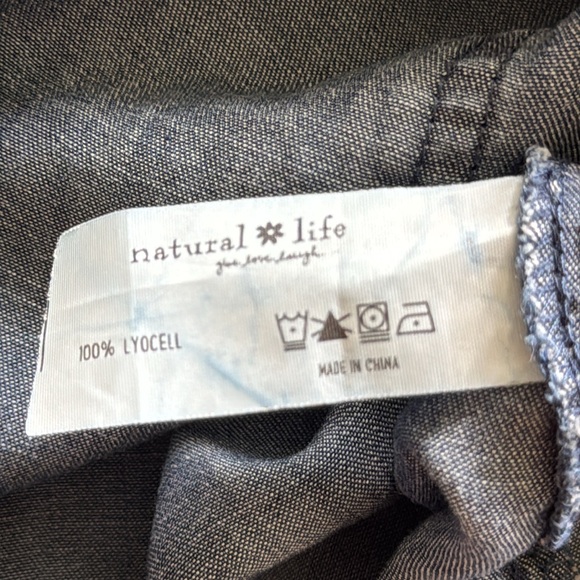 natural life
give.love.laugh...
100% LYOCELL
MADE IN CHINA